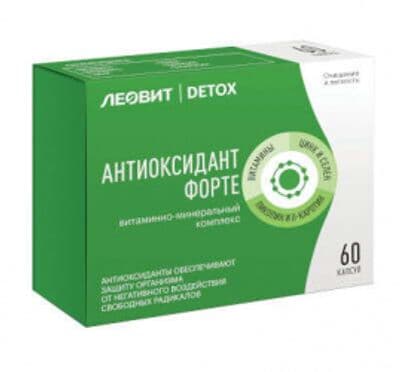 ЛЕОВИТ | DETOX
Очищение
и легкость
АНТИОКСИДАНТ
ФОРТЕ
витаминно-минеральный
комплекс
ВИТАМИНЫ
ЦИНК И СЕЛЕН
ЛИКОПИН И β-КАРОТИН
АНТИОКСИДАНТЫ ОБЕСПЕЧИВАЮТ
ЗАЩИТУ ОРГАНИЗМА
ОТ НЕГАТИВНОГО ВОЗДЕЙСТВИЯ
СВОБОДНЫХ РАДИКАЛОВ
60
КАПСУЛ